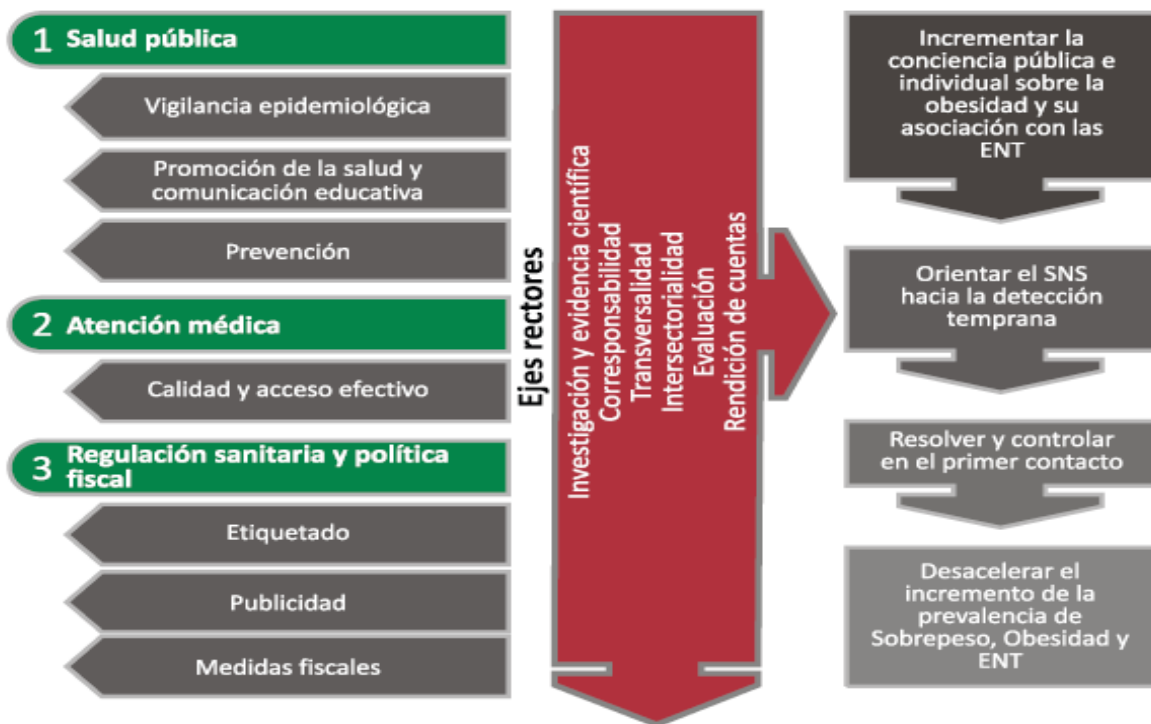 1 Salud pública
Vigilancia epidemiológica
Promoción de la salud y
comunicación educativa
Prevención
2 Atención médica
Calidad y acceso efectivo
3 Regulación sanitaria y política
fiscal
Etiquetado
Publicidad
Medidas fiscales
Ejes rectores
Investigación y evidencia científica
Corresponsabilidad
Transversalidad
Intersectorialidad
Evaluación
Rendición de cuentas
Incrementar la
conciencia pública e
individual sobre la
obesidad y su
asociación con las
ENT
Orientar el SNS
hacia la detección
temprana
Resolver y controlar
en el primer contacto
Desacelerar el
incremento de la
prevalencia de
Sobrepeso, Obesidad y
ENT